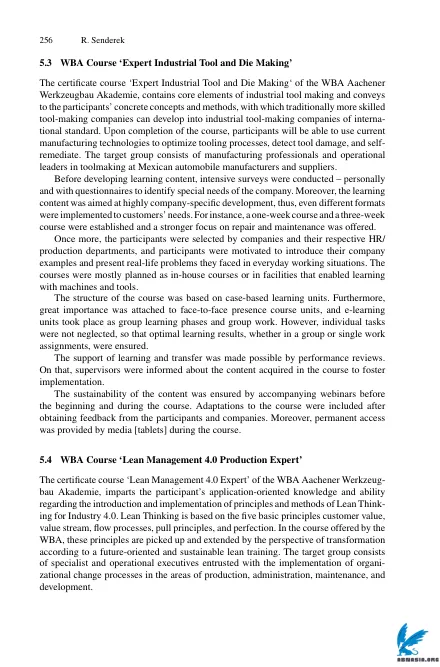 256 R. Senderek
5.3 WBA Course ‘Expert Industrial Tool and Die Making’
The certificate course ‘Expert Industrial Tool and Die Making‘ of the WBA Aachener
Werkzeugbau Akademie, contains core elements of industrial tool making and conveys
to the participants’ concrete concepts and methods, with which traditionally more skilled
tool-making companies can develop into industrial tool-making companies of interna-
tional standard. Upon completion of the course, participants will be able to use current
manufacturing technologies to optimize tooling processes, detect tool damage, and self-
remediate. The target group consists of manufacturing professionals and operational
leaders in toolmaking at Mexican automobile manufacturers and suppliers.
Before developing learning content, intensive surveys were conducted – personally
and with questionnaires to identify special needs of the company. Moreover, the learning
content was aimed at highly company-specific development, thus, even different formats
were implemented to customers’ needs. For instance, a one-week course and a three-week
course were established and a stronger focus on repair and maintenance was offered.
Once more, the participants were selected by companies and their respective HR/
production departments, and participants were motivated to introduce their company
examples and present real-life problems they faced in everyday working situations. The
courses were mostly planned as in-house courses or in facilities that enabled learning
with machines and tools.
The structure of the course was based on case-based learning units. Furthermore,
great importance was attached to face-to-face presence course units, and e-learning
units took place as group learning phases and group work. However, individual tasks
were not neglected, so that optimal learning results, whether in a group or single work
assignments, were ensured.
The support of learning and transfer was made possible by performance reviews.
On that, supervisors were informed about the content acquired in the course to foster
implementation.
The sustainability of the content was ensured by accompanying webinars before
the beginning and during the course. Adaptations to the course were included after
obtaining feedback from the participants and companies. Moreover, permanent access
was provided by media [tablets] during the course.
5.4 WBA Course ‘Lean Management 4.0 Production Expert’
The certificate course ‘Lean Management 4.0 Expert’ of the WBA Aachener Werkzeug-
bau Akademie, imparts the participant’s application-oriented knowledge and ability
regarding the introduction and implementation of principles and methods of Lean Think-
ing for Industry 4.0. Lean Thinking is based on the five basic principles customer value,
value stream, flow processes, pull principles, and perfection. In the course offered by the
WBA, these principles are picked up and extended by the perspective of transformation
according to a future-oriented and sustainable lean training. The target group consists
of specialist and operational executives entrusted with the implementation of organi-
zational change processes in the areas of production, administration, maintenance, and
development.